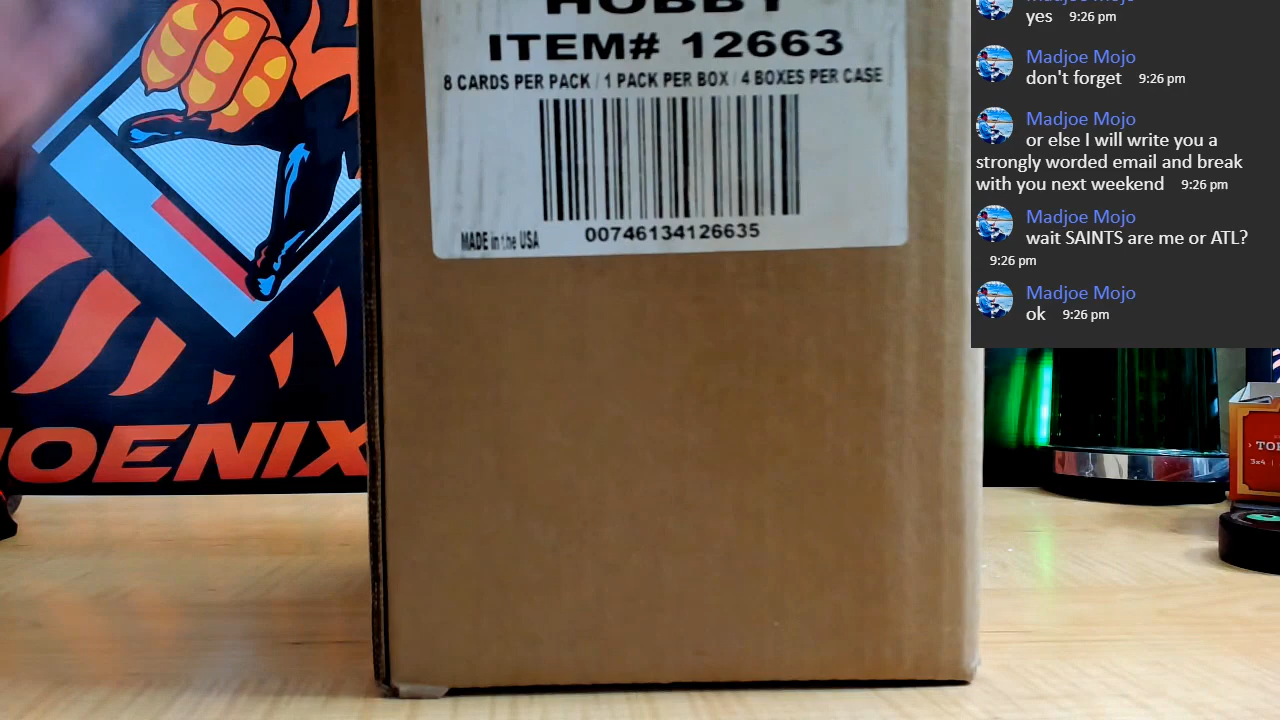 HOBBY
ITEM# 12663
8 CARDS PER PACK / 1 PACK PER BOX / 4 BOXES PER CASE
MADE in the USA
00746134126635
HOENIX
Madjoe Mojo
yes 9:26 pm
Madjoe Mojo
don't forget 9:26 pm
Madjoe Mojo
or else I will write you a
strongly worded email and break
with you next weekend 9:26 pm
Madjoe Mojo
wait SAINTS are me or ATL?
9:26 pm
Madjoe Mojo
ok 9:26 pm
3x4